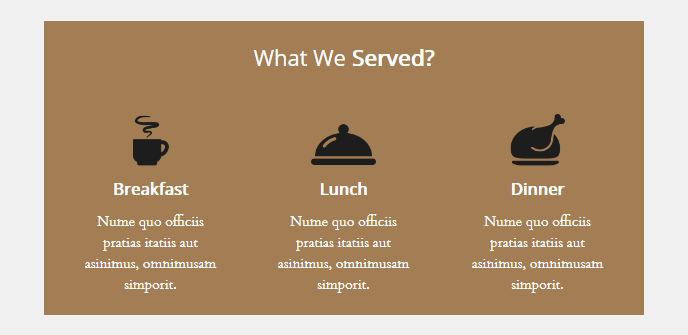 What We Served?
Breakfast
Nume quo officiis
pratias itatiis aut
asinimus, omnimusam
simporit.
Lunch
Nume quo officiis
pratias itatiis aut
asinimus, omnimusam
simporit.
Dinner
Nume quo officiis
pratias itatiis aut
asinimus, omnimusam
simporit.